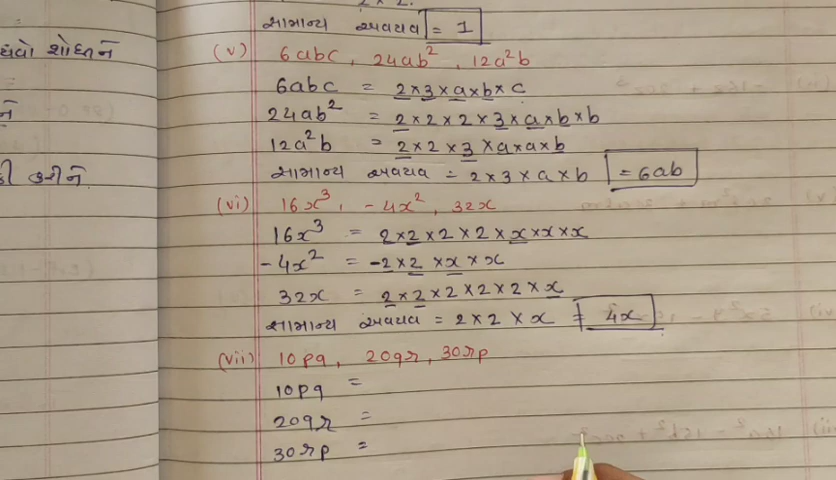 સામાન્ય અવયવ = 1
(v) 6abc, 24ab², 12a²b
6abc = 2×3×a×b×c
24ab² = 2×2×2×3×a×b×b
12a²b = 2×2×3×a×a×b
સામાન્ય અવયવ = 2×3×a×b = 6ab
(vi) 16x³, -4x², 32x
16x³ = 2×2×2×2×x×x×x
-4x² = -2×2×x×x
32x = 2×2×2×2×2×x
સામાન્ય અવયવ = 2×2×x = 4x
(vii) 10pq, 20qr, 30rp
10pq =
20qr =
30rp =